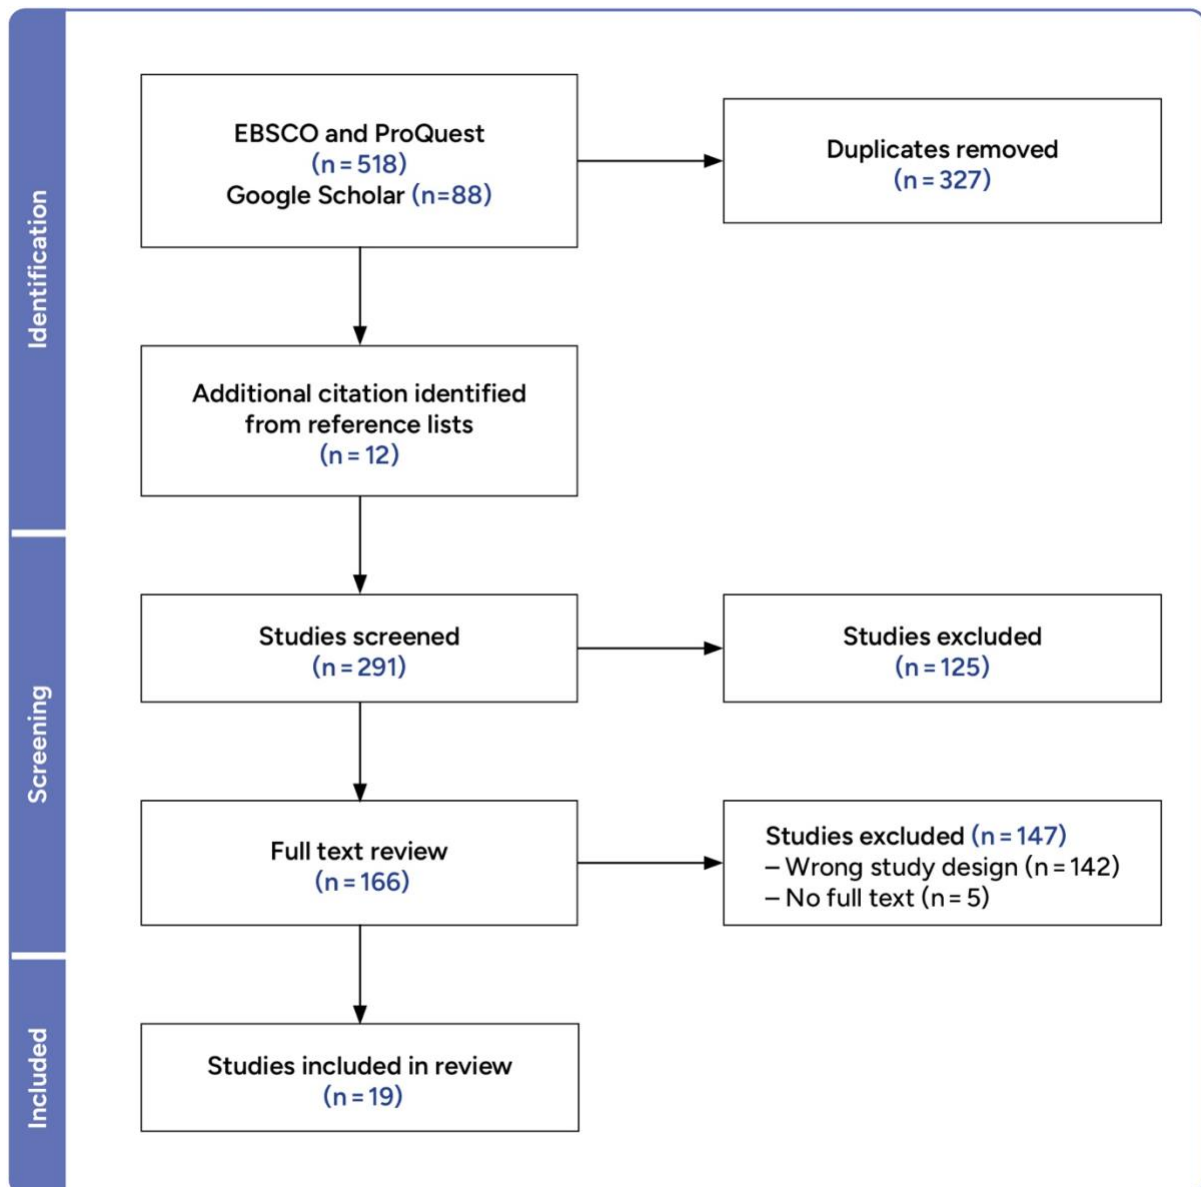 Identification
EBSCO and ProQuest
(n = 518)
Google Scholar (n=88)
Duplicates removed
(n = 327)
Additional citation identified
from reference lists
(n = 12)
Screening
Studies screened
(n = 291)
Studies excluded
(n = 125)
Full text review
(n = 166)
Studies excluded (n = 147)
– Wrong study design (n = 142)
– No full text (n = 5)
Included
Studies included in review
(n = 19)